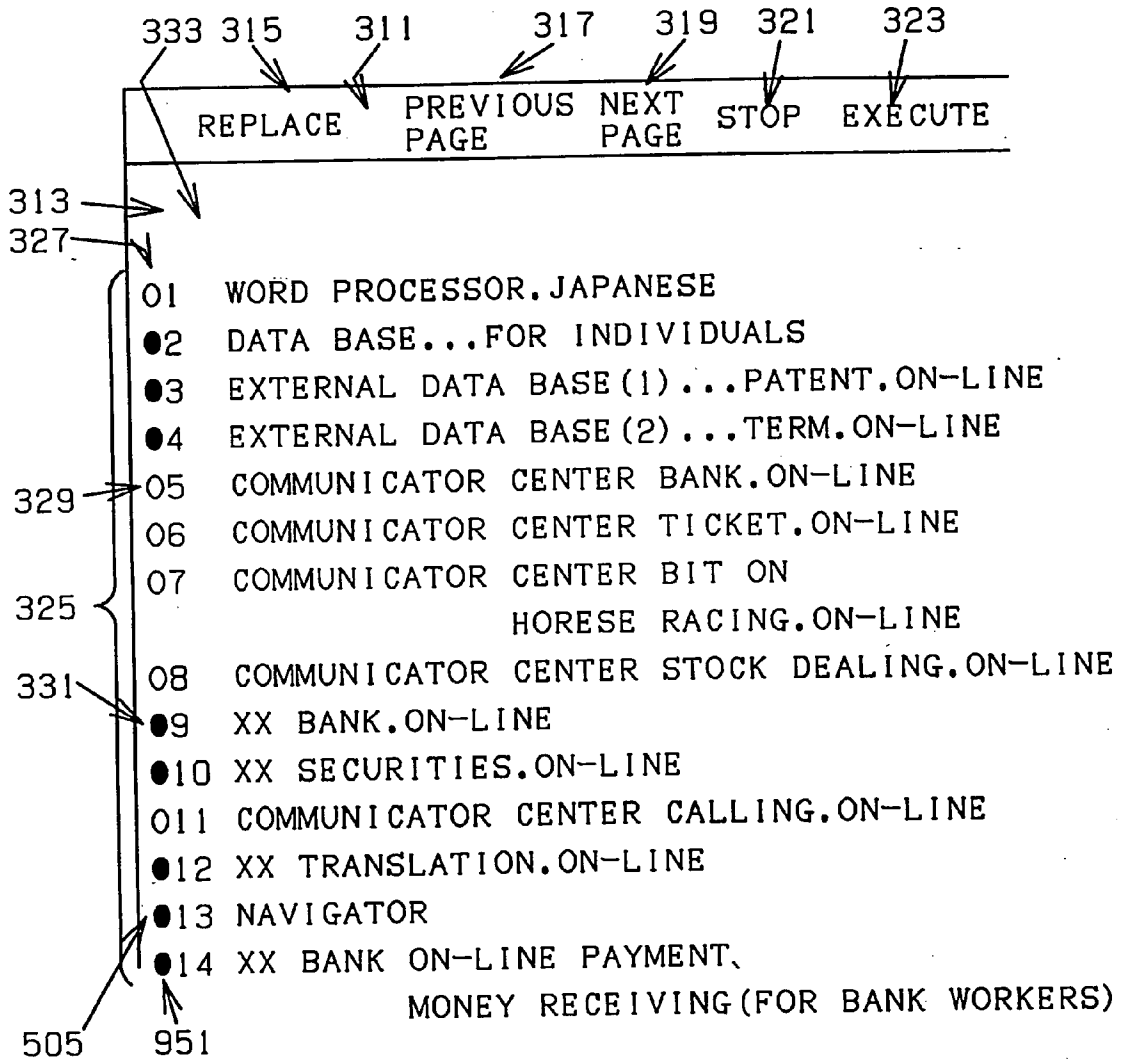 333 315 311 317 319 321 323
REPLACE PREVIOUS PAGE NEXT PAGE STOP EXECUTE
313
327
01 WORD PROCESSOR.JAPANESE
●2 DATA BASE...FOR INDIVIDUALS
●3 EXTERNAL DATA BASE(1)...PATENT.ON-LINE
●4 EXTERNAL DATA BASE(2)...TERM.ON-LINE
329 05 COMMUNICATOR CENTER BANK.ON-LINE
06 COMMUNICATOR CENTER TICKET.ON-LINE
07 COMMUNICATOR CENTER BIT ON
325 HORESE RACING.ON-LINE
08 COMMUNICATOR CENTER STOCK DEALING.ON-LINE
331 ●9 XX BANK.ON-LINE
●10 XX SECURITIES.ON-LINE
011 COMMUNICATOR CENTER CALLING.ON-LINE
●12 XX TRANSLATION.ON-LINE
●13 NAVIGATOR
●14 XX BANK ON-LINE PAYMENT、
MONEY RECEIVING(FOR BANK WORKERS)
505 951